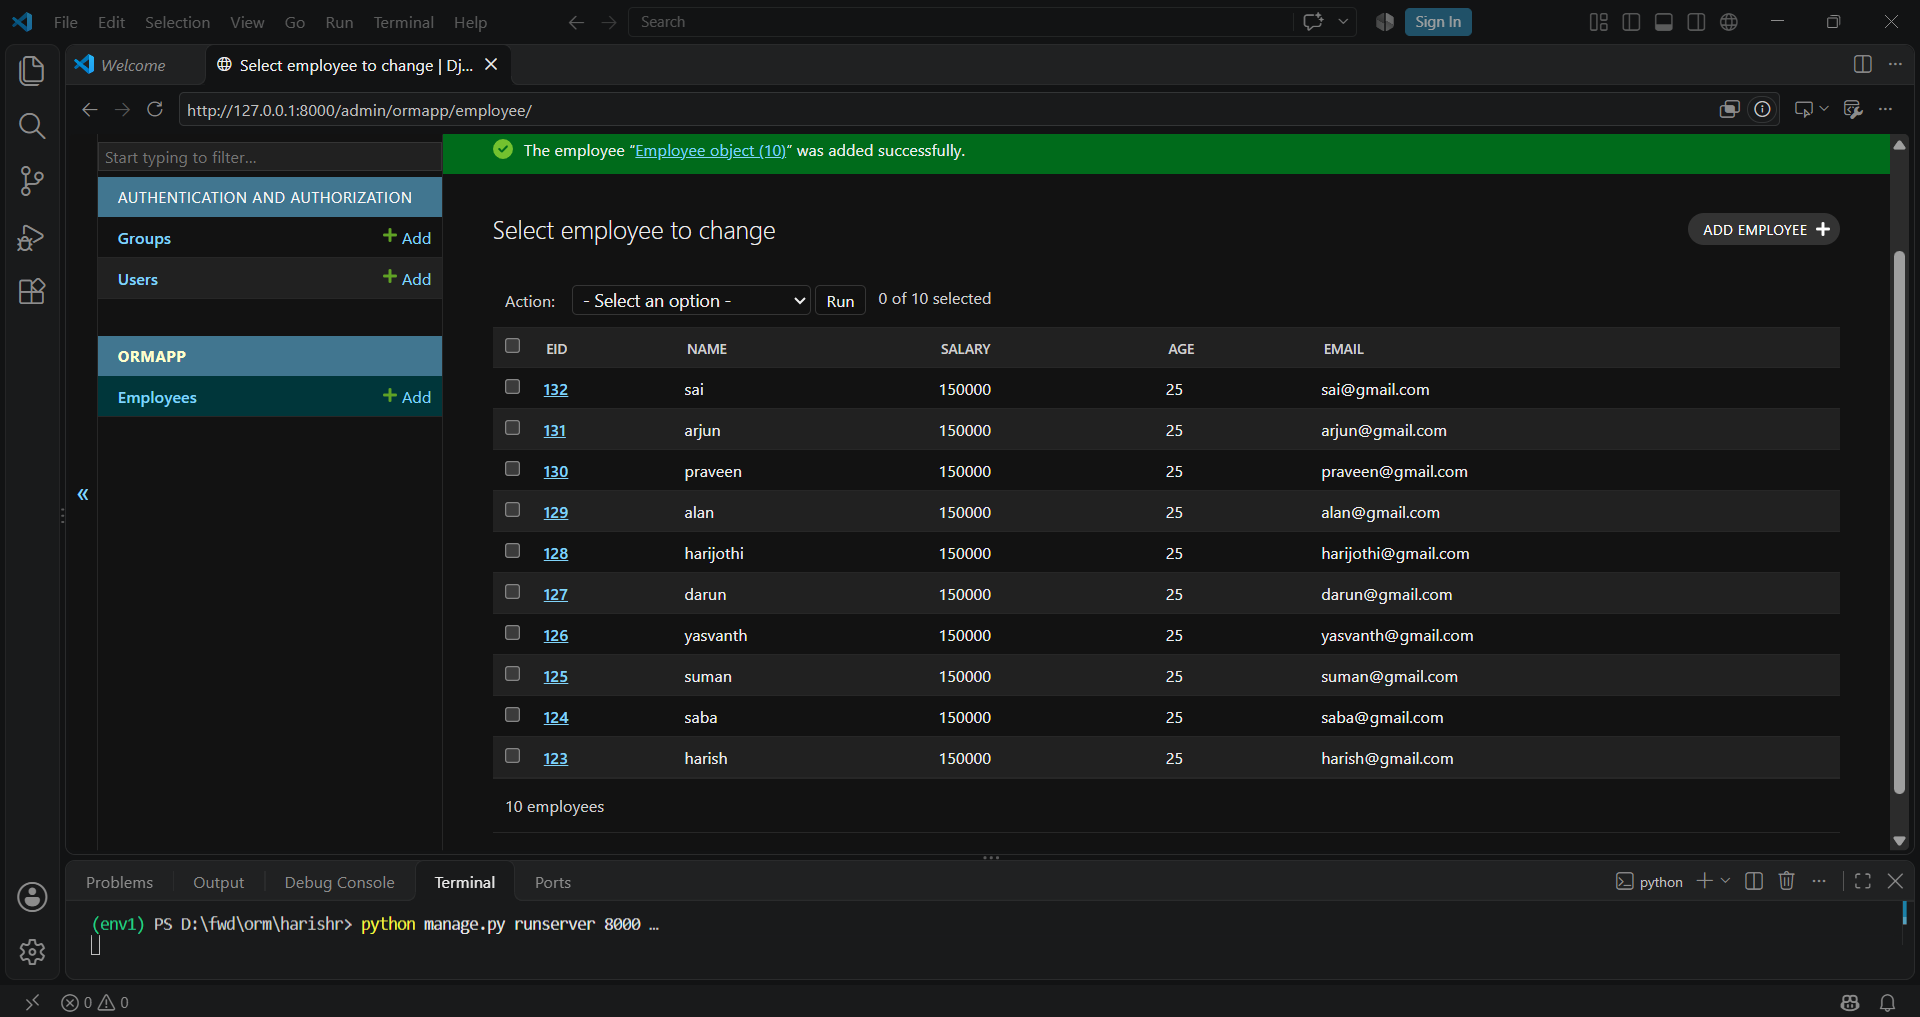 File Edit Selection View Go Run Terminal Help Search Sign In
Welcome Select employee to change | Dj...
http://127.0.0.1:8000/admin/ormapp/employee/
Start typing to filter...
AUTHENTICATION AND AUTHORIZATION
Groups + Add
Users + Add
ORMAPP
Employees + Add
«
The employee “Employee object (10)” was added successfully.
Select employee to change
ADD EMPLOYEE +
Action: - Select an option - Run 0 of 10 selected
EID NAME SALARY AGE EMAIL
132 sai 150000 25 sai@gmail.com
131 arjun 150000 25 arjun@gmail.com
130 praveen 150000 25 praveen@gmail.com
129 alan 150000 25 alan@gmail.com
128 harijothi 150000 25 harijothi@gmail.com
127 darun 150000 25 darun@gmail.com
126 yasvanth 150000 25 yasvanth@gmail.com
125 suman 150000 25 suman@gmail.com
124 saba 150000 25 saba@gmail.com
123 harish 150000 25 harish@gmail.com
10 employees
Problems Output Debug Console Terminal Ports python
(env1) PS D:\fwd\orm\harishr> python manage.py runserver 8000 …
0 0